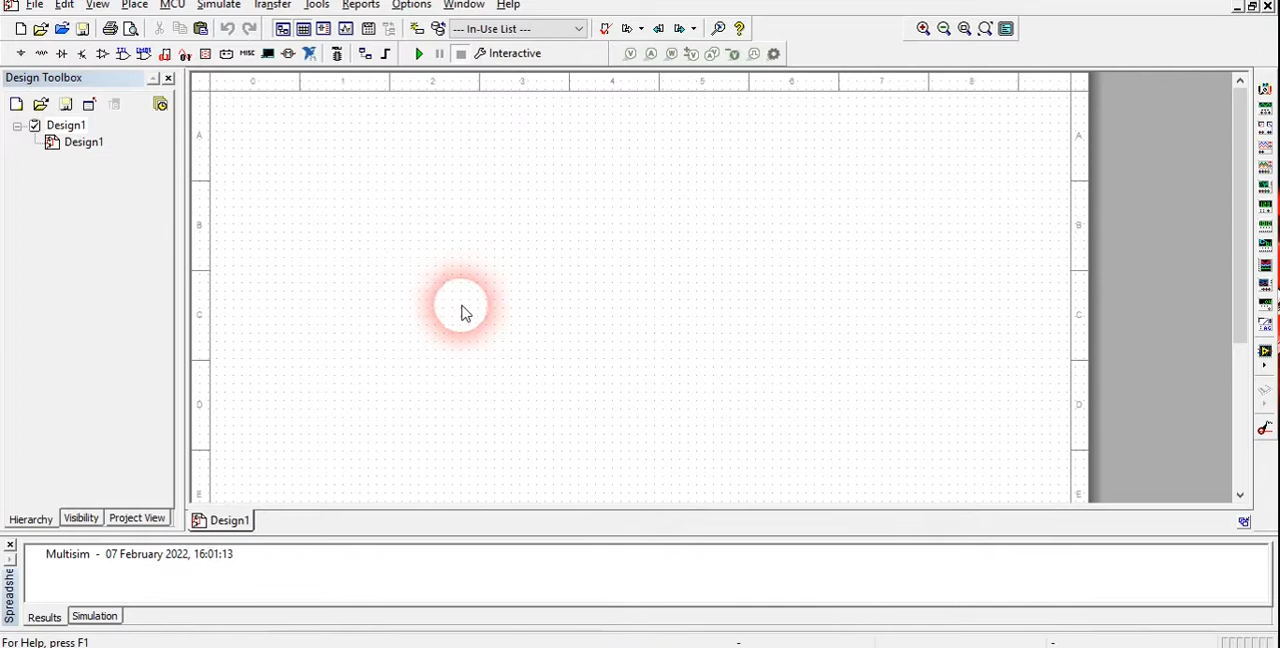 File Edit View Place MCU Simulate Transfer Tools Reports Options Window Help
--- In-Use List ---
Interactive
Design Toolbox
Design1
Design1
0 1 2 3 4 5 6 7 8
A A
B B
C C
D D
E E
Hierarchy Visibility Project View
Design1
Multisim - 07 February 2022, 16:01:13
Results Simulation
For Help, press F1 - -